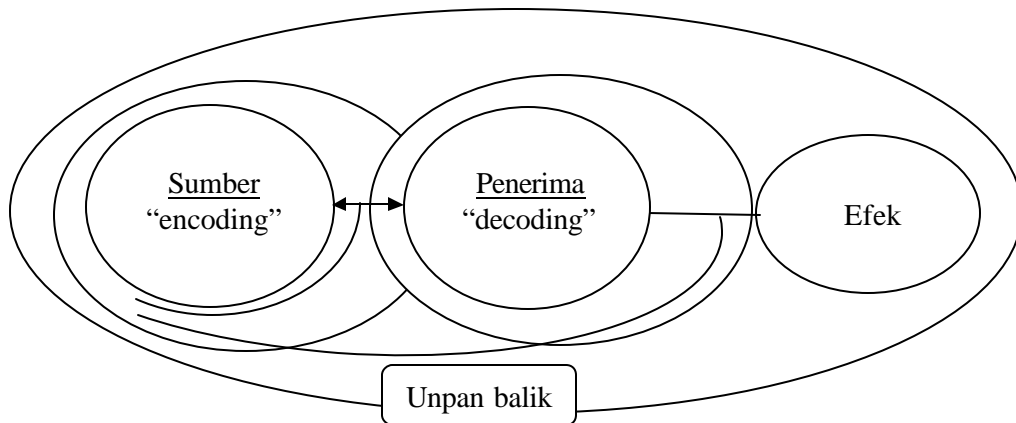 Sumber
“encoding”
Penerima
“decoding”
Efek
Unpan balik